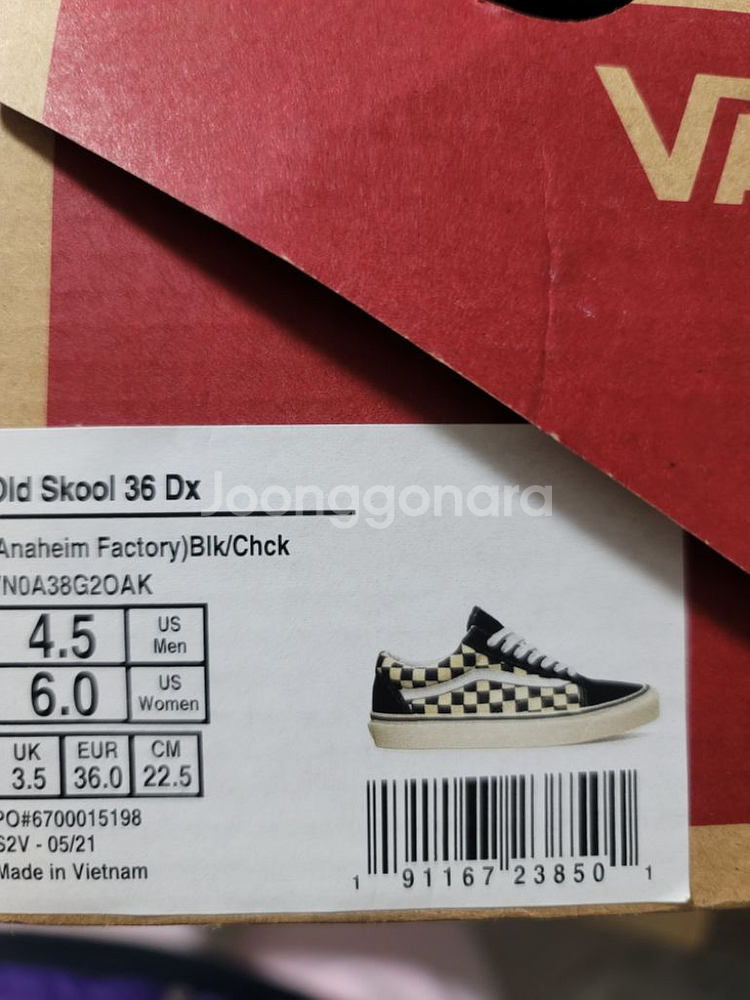 VA
Old Skool 36 Dx
Joonggonara
(Anaheim Factory)Blk/Chck
VN0A38G2OAK
4.5 US Men
6.0 US Women
UK EUR CM
3.5 36.0 22.5
PO#6700015198
S2V - 05/21
Made in Vietnam
1 91167 23850 1